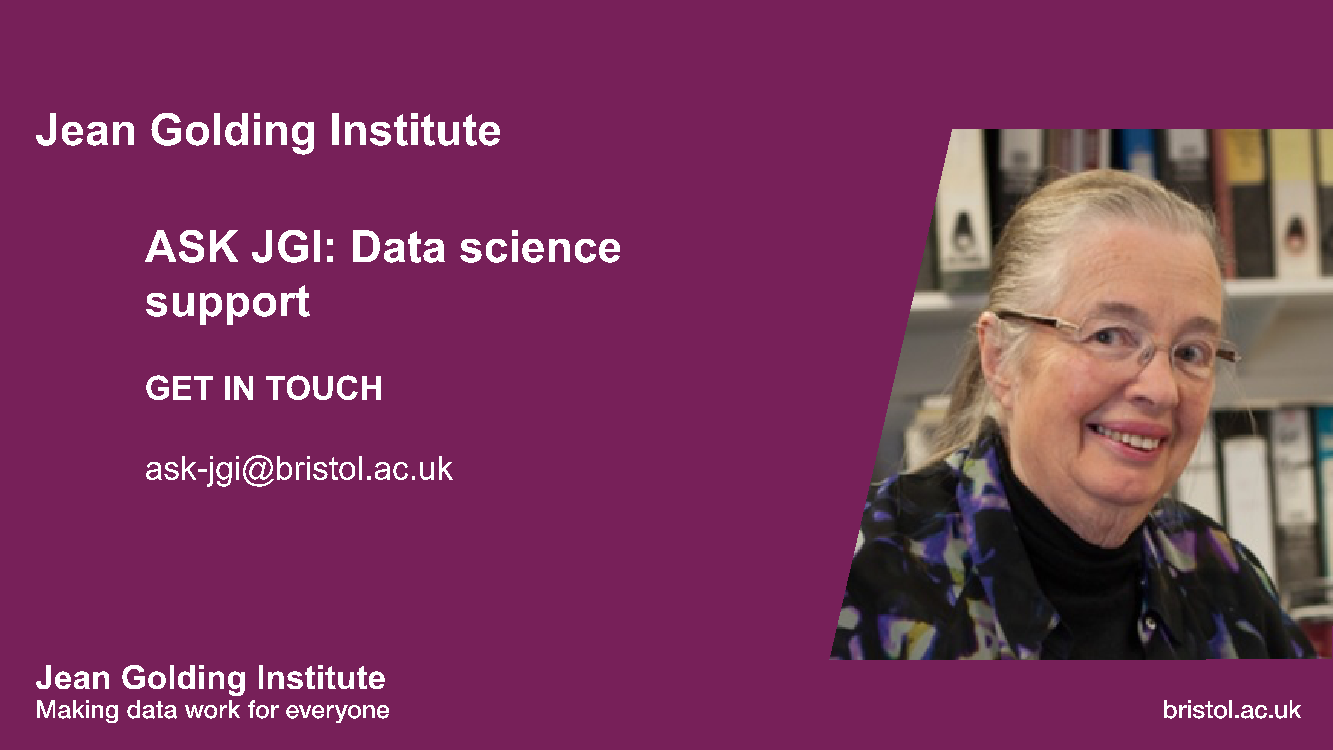 Jean Golding Institute
ASK JGI: Data science
support
GET IN TOUCH
ask-jgi@bristol.ac.uk
Jean Golding Institute
Making data work for everyone
bristol.ac.uk